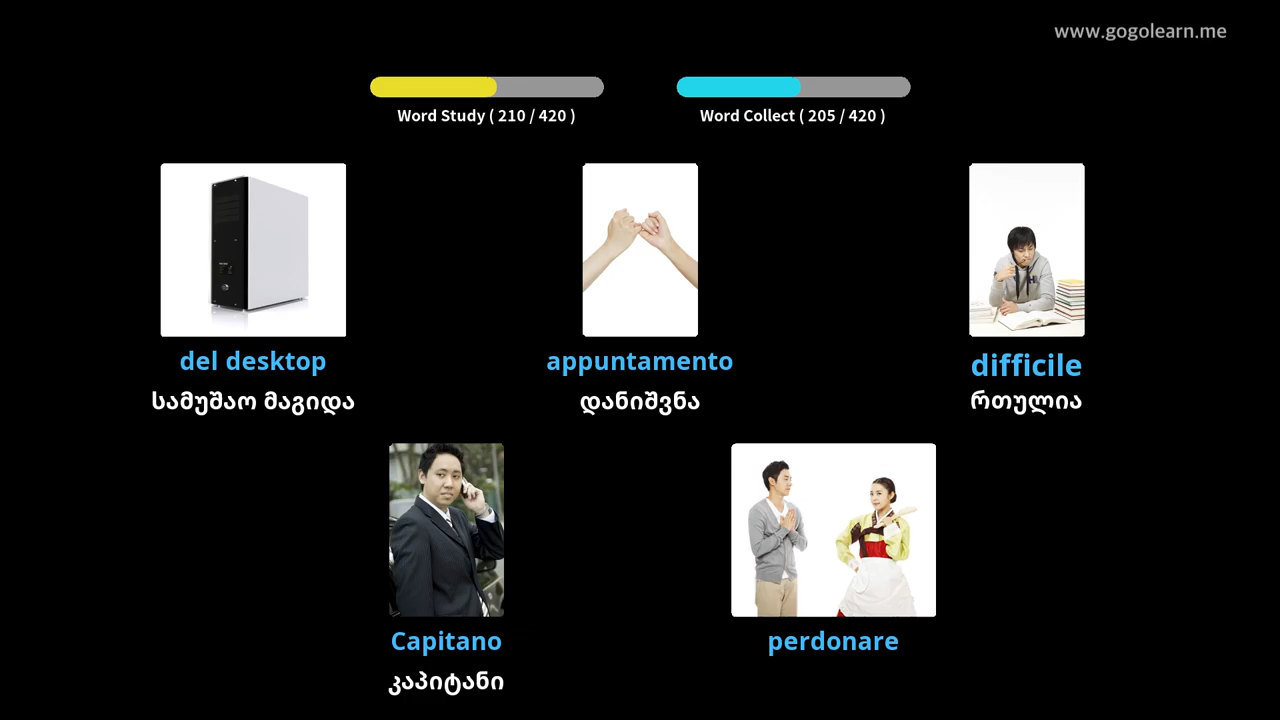 www.gogolearn.me
Word Study ( 210 / 420 )
Word Collect ( 205 / 420 )
del desktop
appuntamento
difficile
სამუშაო მაგიდა
დანიშვნა
რთულია
Capitano
perdonare
კაპიტანი